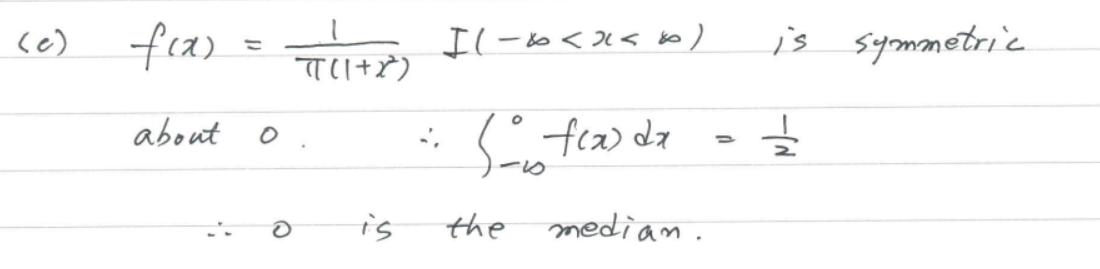 (c) f(x) = 1/π(1+x²) I(-∞<x<∞) is symmetric
about 0. ∴ ∫₋∞⁰ f(x) dx = 1/2
∴ 0 is the median.